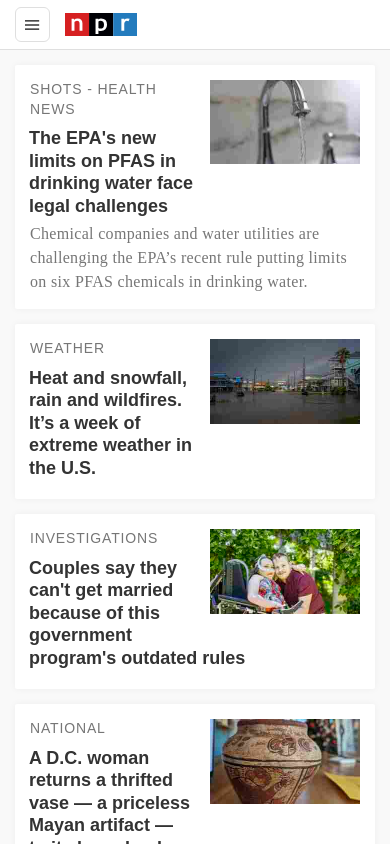 npr
SHOTS - HEALTH
NEWS
The EPA's new
limits on PFAS in
drinking water face
legal challenges
Chemical companies and water utilities are
challenging the EPA’s recent rule putting limits
on six PFAS chemicals in drinking water.
WEATHER
Heat and snowfall,
rain and wildfires.
It’s a week of
extreme weather in
the U.S.
INVESTIGATIONS
Couples say they
can't get married
because of this
government
program's outdated rules
NATIONAL
A D.C. woman
returns a thrifted
vase — a priceless
Mayan artifact —